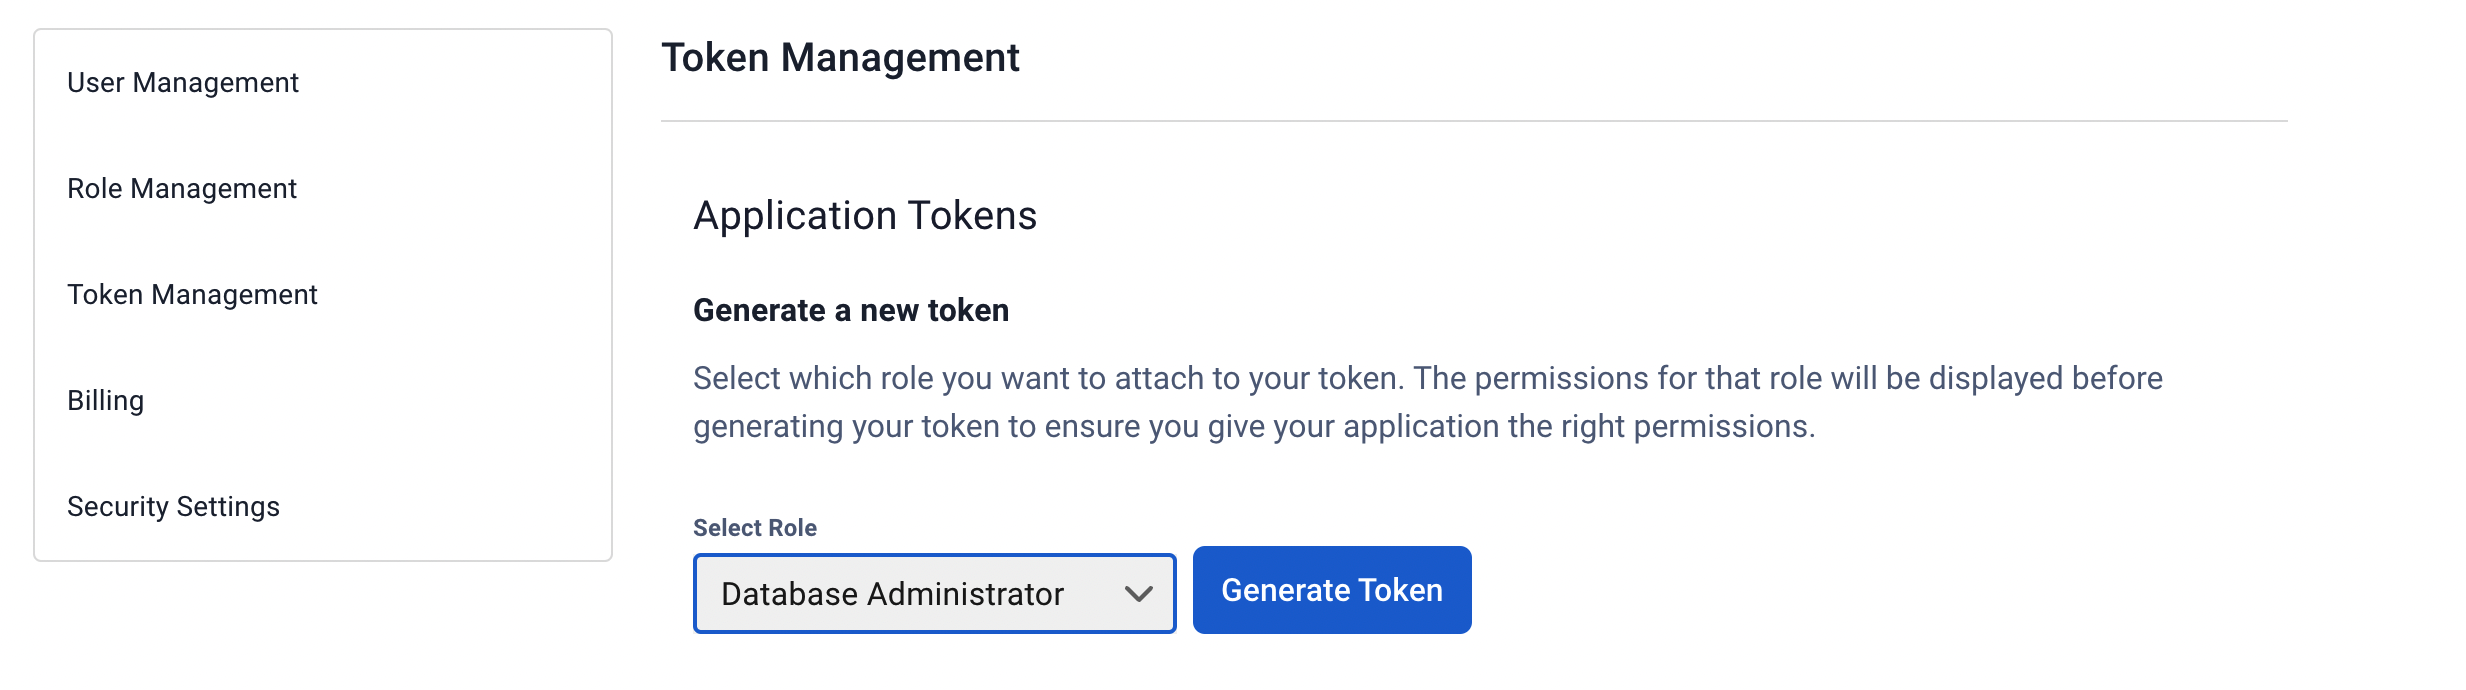 User Management
Role Management
Token Management
Billing
Security Settings
Token Management
Application Tokens
Generate a new token
Select which role you want to attach to your token. The permissions for that role will be displayed before
generating your token to ensure you give your application the right permissions.
Select Role
Database Administrator
Generate Token